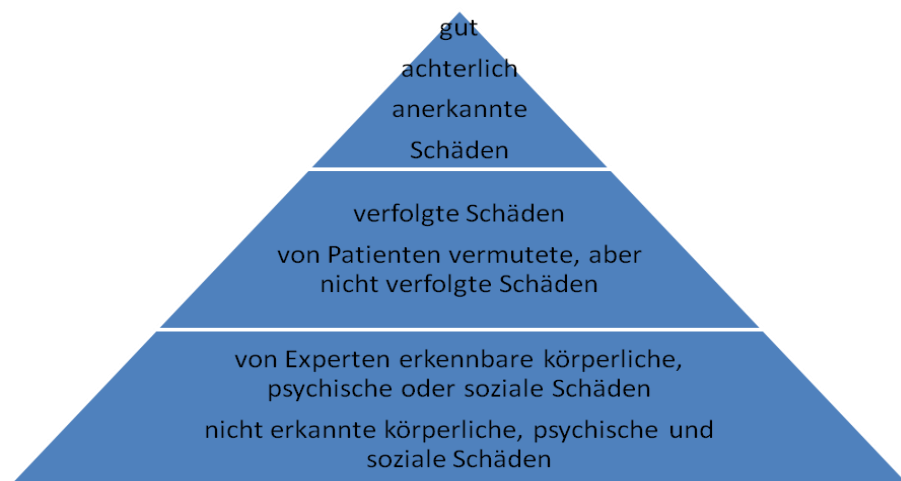 gut
achterlich
anerkannte
Schäden
verfolgte Schäden
von Patienten vermutete, aber
nicht verfolgte Schäden
von Experten erkennbare körperliche,
psychische oder soziale Schäden
nicht erkannte körperliche, psychische und
soziale Schäden